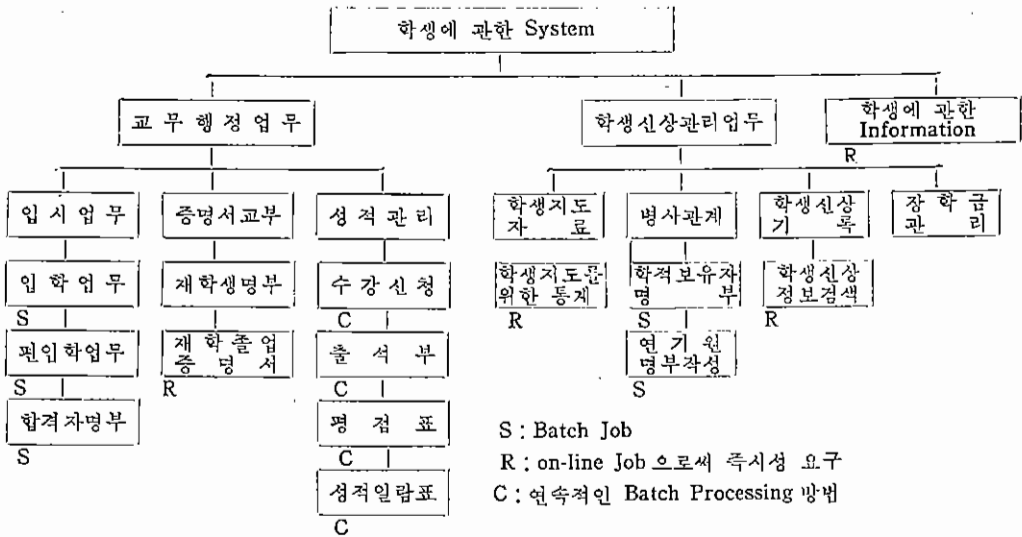 학생에 관한 System
교무행정업무
학생신상관리업무
학생에 관한
Information
R
입시업무
증명서교부
성적관리
학생지도
자 료
병사관계
학생신상
기 록
장학금
관 리
입학업무
S
재학생명부
수강신청
C
학생지도를
위한 통계
R
학적보유자
명 부
S
학생신상
정보검색
R
편입학업무
S
재학졸업
증 명 서
R
출 석 부
C
연기원
명부작성
S
합격자명부
S
평 점 표
C
성적일람표
C
S : Batch Job
R : on-line Job 으로써 즉시성 요구
C : 연속적인 Batch Processing 방법